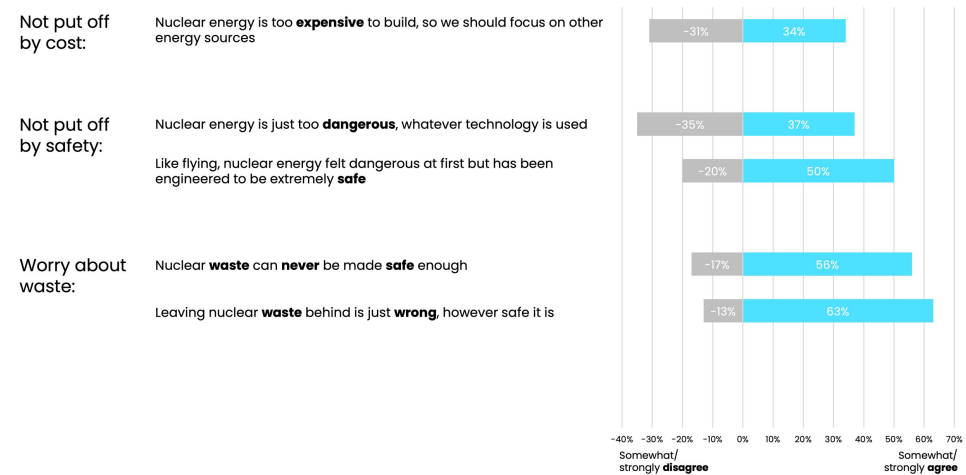 Not put off
by cost:
Nuclear energy is too expensive to build, so we should focus on other
energy sources
-31%
34%
Not put off
by safety:
Nuclear energy is just too dangerous, whatever technology is used
-35%
37%
Like flying, nuclear energy felt dangerous at first but has been
engineered to be extremely safe
-20%
50%
Worry about
waste:
Nuclear waste can never be made safe enough
-17%
56%
Leaving nuclear waste behind is just wrong, however safe it is
-13%
63%
-40% -30% -20% -10% 0% 10% 20% 30% 40% 50% 60% 70%
Somewhat/
strongly disagree
Somewhat/
strongly agree